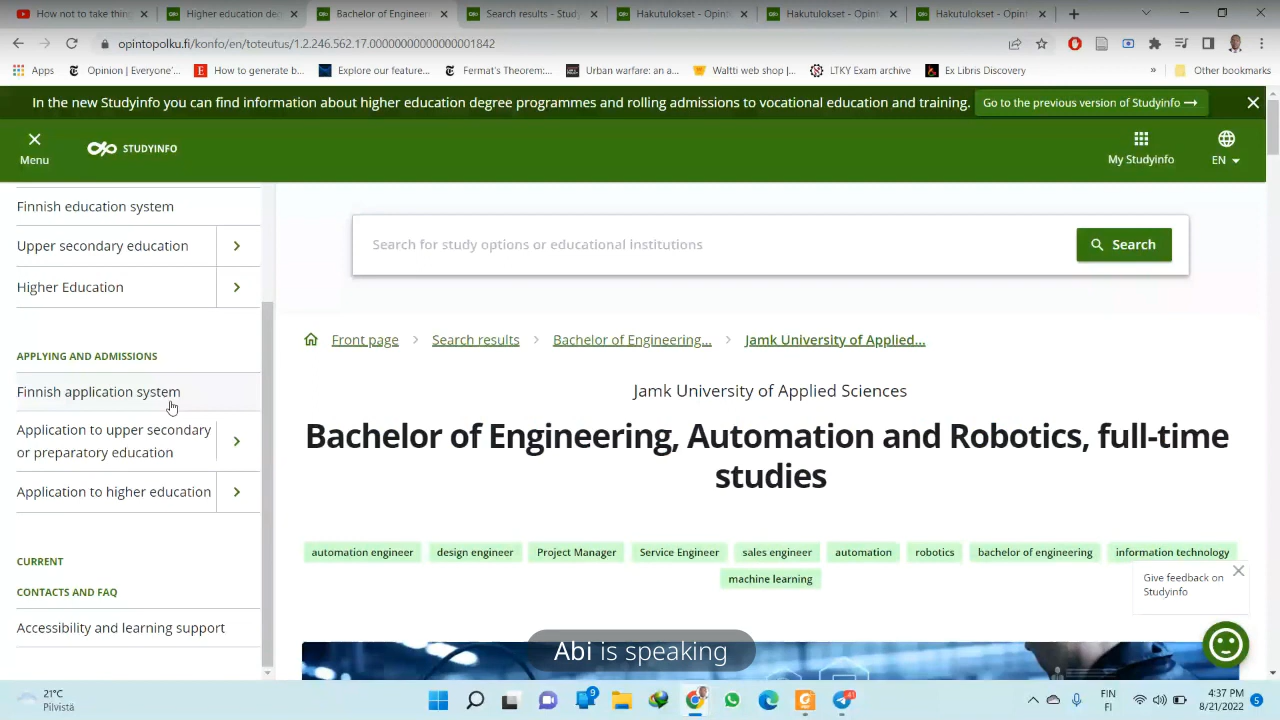 How Do I
Higher education de
Bachelor of Engineer
Search results - Study
Hakutulokset - Opint
Hakutulokset - Opint
Hakutulokset - Opint
opintopolku.fi/konfo/en/toteutus/1.2.246.562.17.00000000000000001842
Apps
Opinion | Everyone'...
How to generate b...
Explore our feature...
Fermat's Theorem:...
Urban warfare: an a...
Waltti web shop |...
LTKY Exam archive
Ex Libris Discovery
»
Other bookmarks
In the new Studyinfo you can find information about higher education degree programmes and rolling admissions to vocational education and training.
Go to the previous version of Studyinfo →
Menu
STUDYINFO
My Studyinfo
EN
Finnish education system
Upper secondary education
Higher Education
APPLYING AND ADMISSIONS
Finnish application system
Application to upper secondary
or preparatory education
Application to higher education
CURRENT
CONTACTS AND FAQ
Accessibility and learning support
Search for study options or educational institutions
Search
Front page
Search results
Bachelor of Engineering...
Jamk University of Applied...
Jamk University of Applied Sciences
Bachelor of Engineering, Automation and Robotics, full-time
studies
automation engineer
design engineer
Project Manager
Service Engineer
sales engineer
automation
robotics
bachelor of engineering
information technology
machine learning
Give feedback on
Studyinfo
Abi is speaking
21°C
Pilvistä
9
41
FIN
FI
4:37 PM
8/21/2022
5